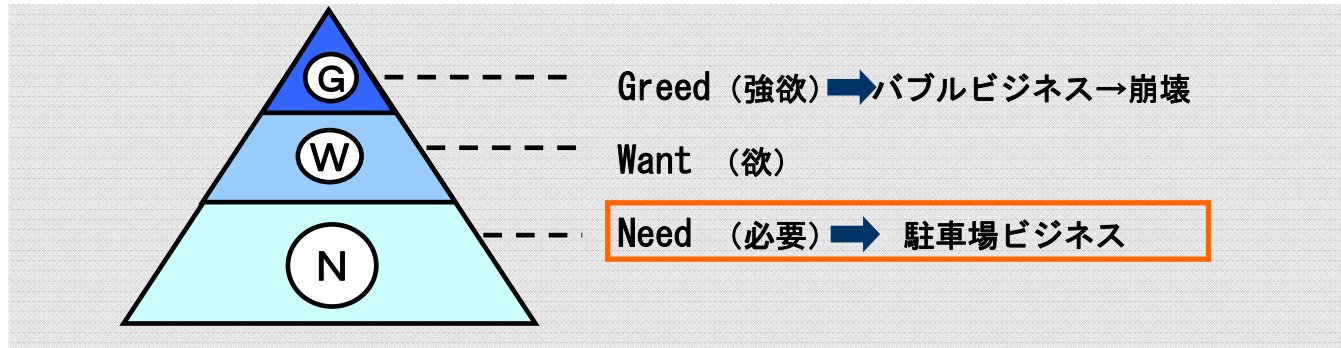 G
Greed（強欲）➡バブルビジネス→崩壊
W
Want （欲）
Need （必要）➡ 駐車場ビジネス
N